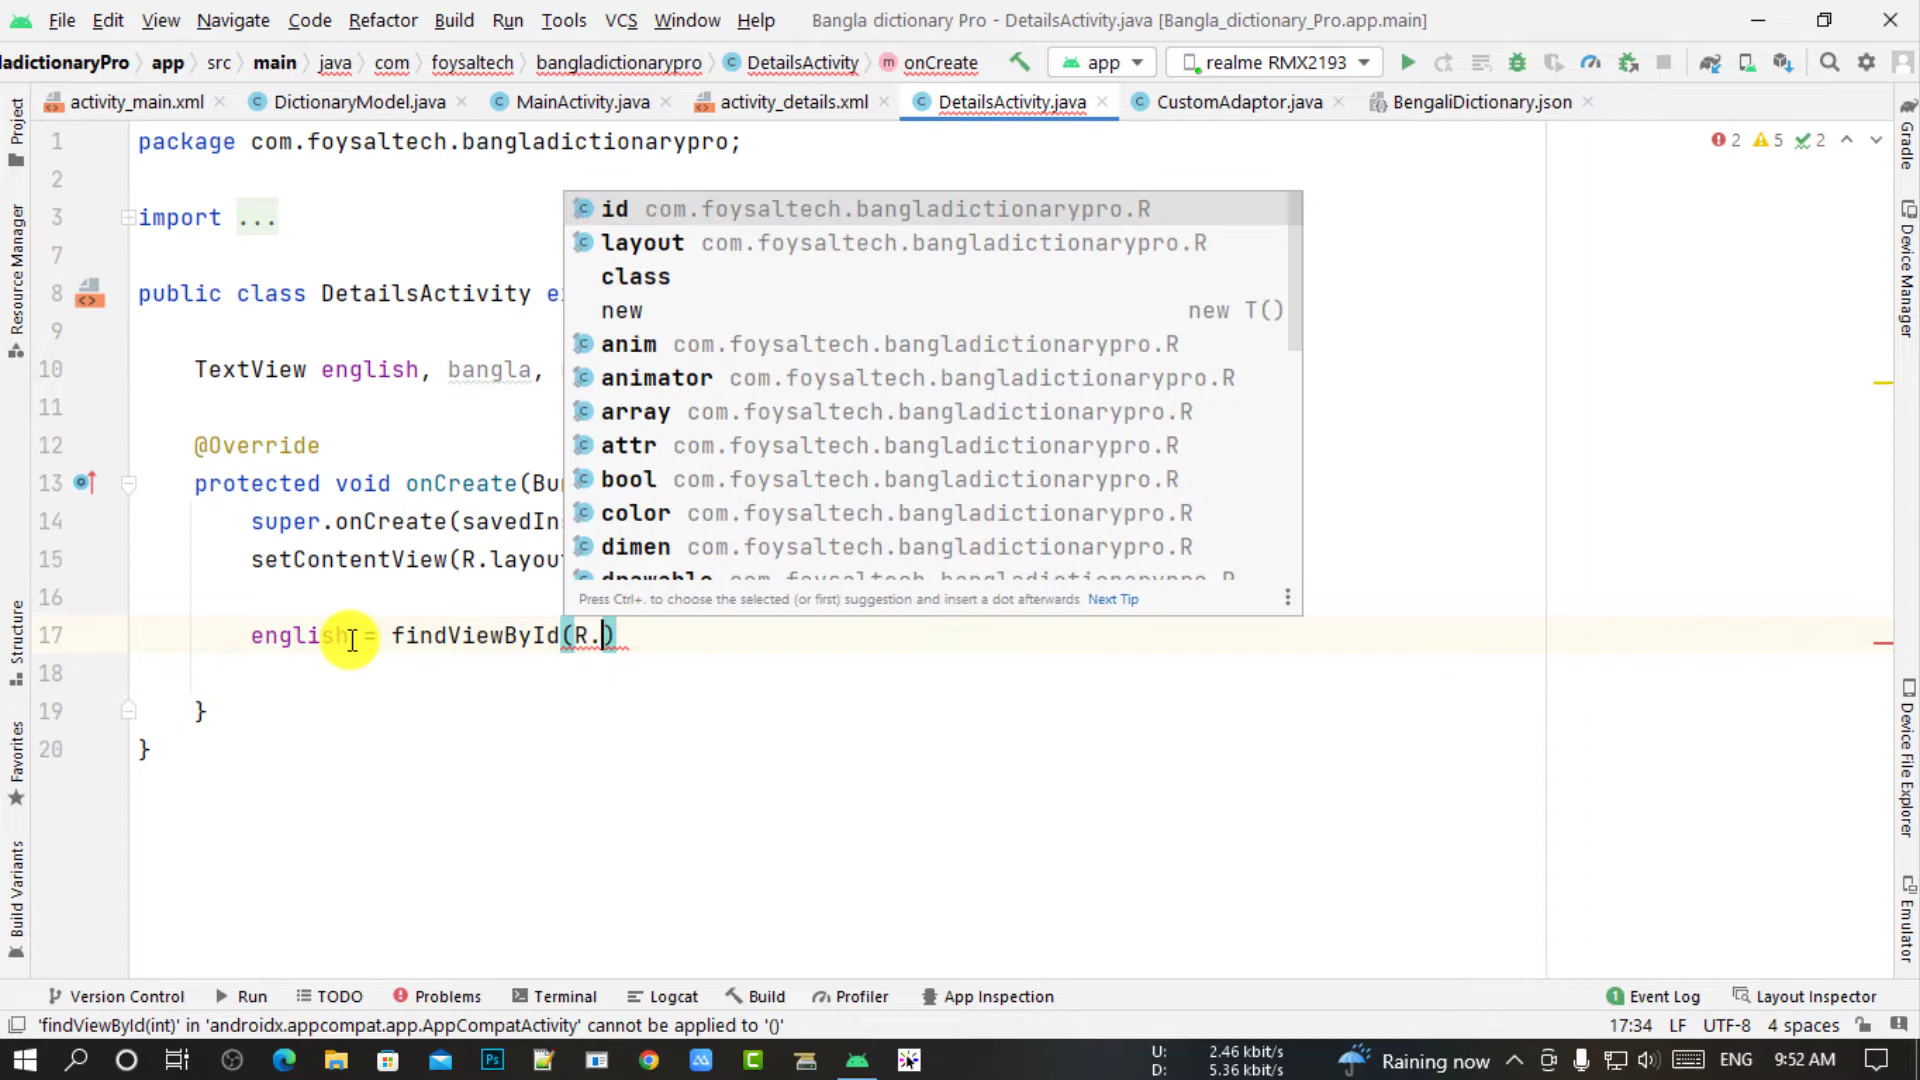 File Edit View Navigate Code Refactor Build Run Tools VCS Window Help Bangla dictionary Pro - DetailsActivity.java [Bangla_dictionary_Pro.app.main]
ladictionaryPro app src main java com foysaltech bangladictionarypro DetailsActivity onCreate app realme RMX2193
activity_main.xml DictionaryModel.java MainActivity.java activity_details.xml DetailsActivity.java CustomAdaptor.java BengaliDictionary.json
Project
Resource Manager
Structure
Favorites
Build Variants
2 5 2
1 package com.foysaltech.bangladictionarypro;
2
3 import ...
7
8 public class DetailsActivity
9
10 TextView english, bangla,
11
12 @Override
13 protected void onCreate(Bu
14 super.onCreate(savedIns
15 setContentView(R.layout
16
17 english = findViewById(R.)
18
19 }
20 }
id com.foysaltech.bangladictionarypro.R
layout com.foysaltech.bangladictionarypro.R
class
new new T()
anim com.foysaltech.bangladictionarypro.R
animator com.foysaltech.bangladictionarypro.R
array com.foysaltech.bangladictionarypro.R
attr com.foysaltech.bangladictionarypro.R
bool com.foysaltech.bangladictionarypro.R
color com.foysaltech.bangladictionarypro.R
dimen com.foysaltech.bangladictionarypro.R
drawable com.foysaltech.bangladictionarypro.R
Press Ctrl+. to choose the selected (or first) suggestion and insert a dot afterwards Next Tip
Gradle
Device Manager
Device File Explorer
Emulator
Version Control Run TODO Problems Terminal Logcat Build Profiler App Inspection 1 Event Log Layout Inspector
'findViewById(int)' in 'androidx.appcompat.app.AppCompatActivity' cannot be applied to '()' 17:34 LF UTF-8 4 spaces
U: 2.46 kbit/s
D: 5.36 kbit/s
Raining now ENG 9:52 AM